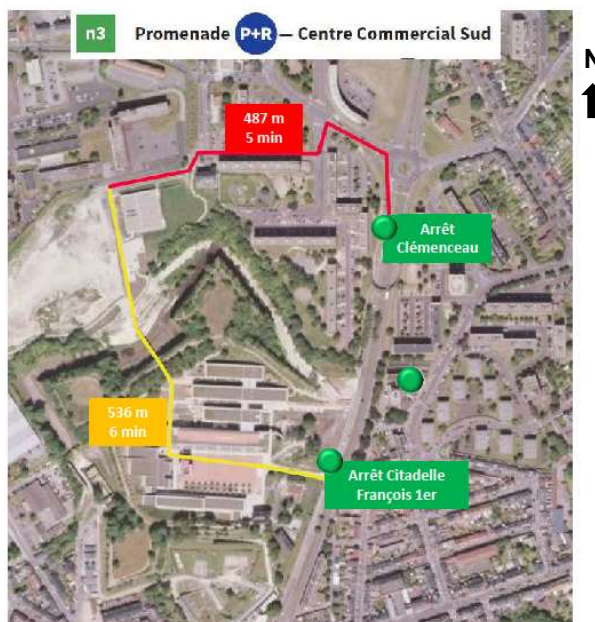 n3 Promenade P+R — Centre Commercial Sud
N
487 m
5 min
Arrêt
Clémenceau
536 m
6 min
Arrêt Citadelle
François 1er